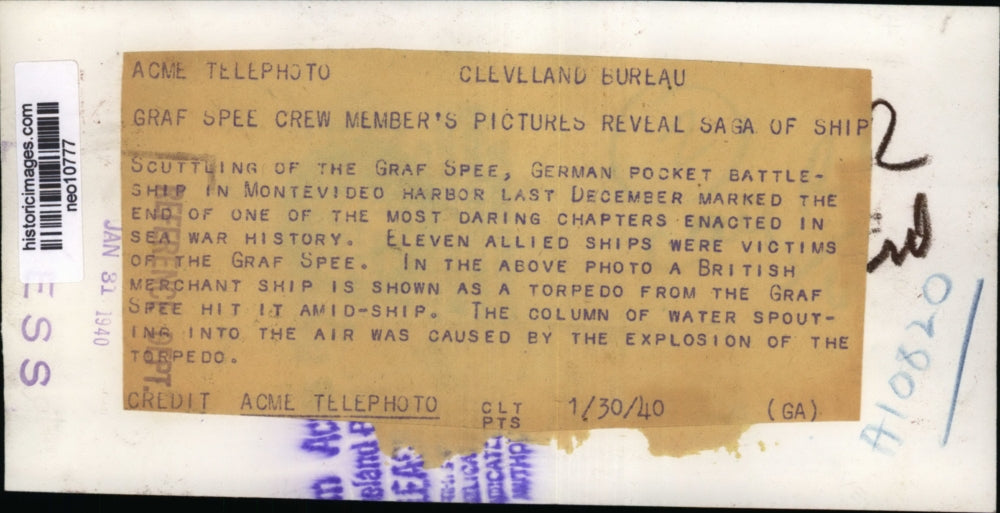 ACME TELEPHOTO CLEVELAND BUREAU
GRAF SPEE CREW MEMBER'S PICTURES REVEAL SAGA OF SHIP
SCUTTLING OF THE GRAF SPEE, GERMAN POCKET BATTLE-
SHIP IN MONTEVIDEO HARBOR LAST DECEMBER MARKED THE
END OF ONE OF THE MOST DARING CHAPTERS ENACTED IN
SEA WAR HISTORY. ELEVEN ALLIED SHIPS WERE VICTIMS
OF THE GRAF SPEE. IN THE ABOVE PHOTO A BRITISH
MERCHANT SHIP IS SHOWN AS A TORPEDO FROM THE GRAF
SPEE HIT IT AMID-SHIP. THE COLUMN OF WATER SPOUT-
ING INTO THE AIR WAS CAUSED BY THE EXPLOSION OF THE
TORPEDO.
CREDIT ACME TELEPHOTO CLT 1/30/40 (GA)
PTS
historicimages.com
neo10777
JAN 31 1940
ESS
REFERENCE DEPT.
2
A10820